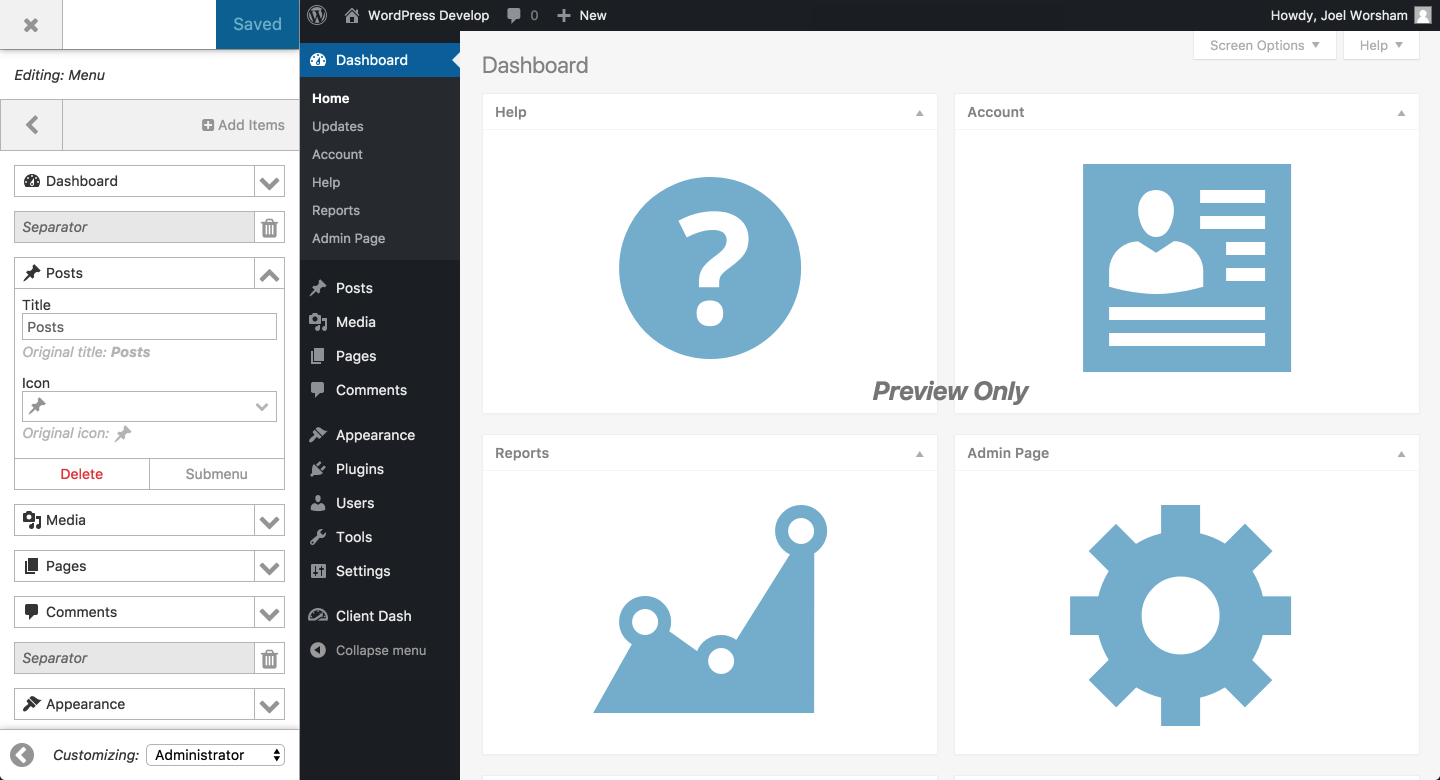 Saved
Editing: Menu
Add Items
Dashboard
Separator
Posts
Title
Posts
Original title: Posts
Icon
Original icon:
Delete
Submenu
Media
Pages
Comments
Separator
Appearance
Customizing: Administrator
WordPress Develop
0
New
Howdy, Joel Worsham
Dashboard
Home
Updates
Account
Help
Reports
Admin Page
Posts
Media
Pages
Comments
Appearance
Plugins
Users
Tools
Settings
Client Dash
Collapse menu
Screen Options
Help
Dashboard
Help
?
Account
Preview Only
Reports
Admin Page